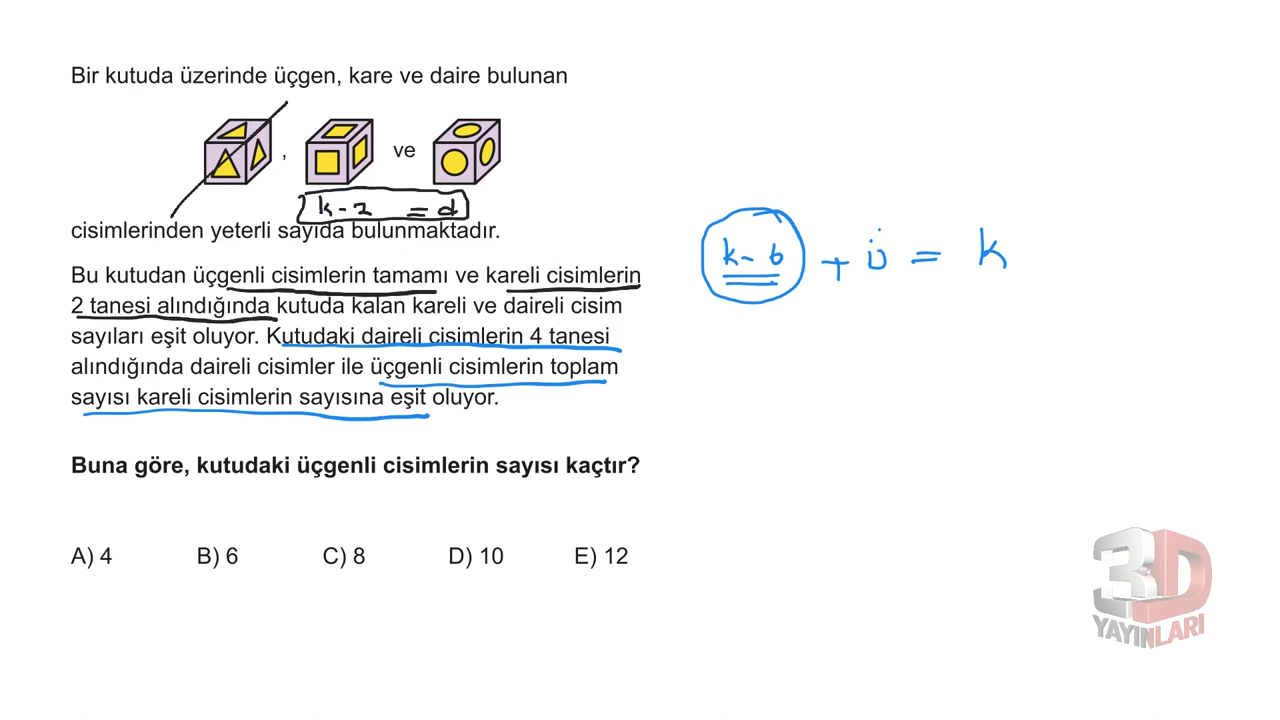 Bir kutuda üzerinde üçgen, kare ve daire bulunan
, ve
k-2 = d
cisimlerinden yeterli sayıda bulunmaktadır.
Bu kutudan üçgenli cisimlerin tamamı ve kareli cisimlerin
2 tanesi alındığında kutuda kalan kareli ve daireli cisim
sayıları eşit oluyor. Kutudaki daireli cisimlerin 4 tanesi
alındığında daireli cisimler ile üçgenli cisimlerin toplam
sayısı kareli cisimlerin sayısına eşit oluyor.
k-6 + ü = k
Buna göre, kutudaki üçgenli cisimlerin sayısı kaçtır?
A) 4 B) 6 C) 8 D) 10 E) 12
3D
YAYINLARI